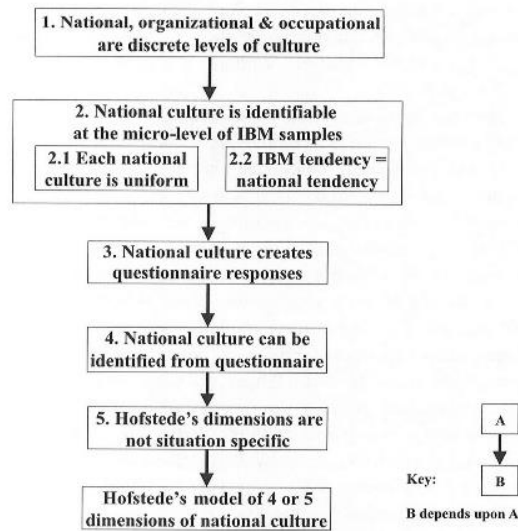 1. National, organizational & occupational
are discrete levels of culture
2. National culture is identifiable
at the micro-level of IBM samples
2.1 Each national
culture is uniform
2.2 IBM tendency =
national tendency
3. National culture creates
questionnaire responses
4. National culture can be
identified from questionnaire
5. Hofstede's dimensions are
not situation specific
Hofstede's model of 4 or 5
dimensions of national culture
A
Key:
B
B depends upon A